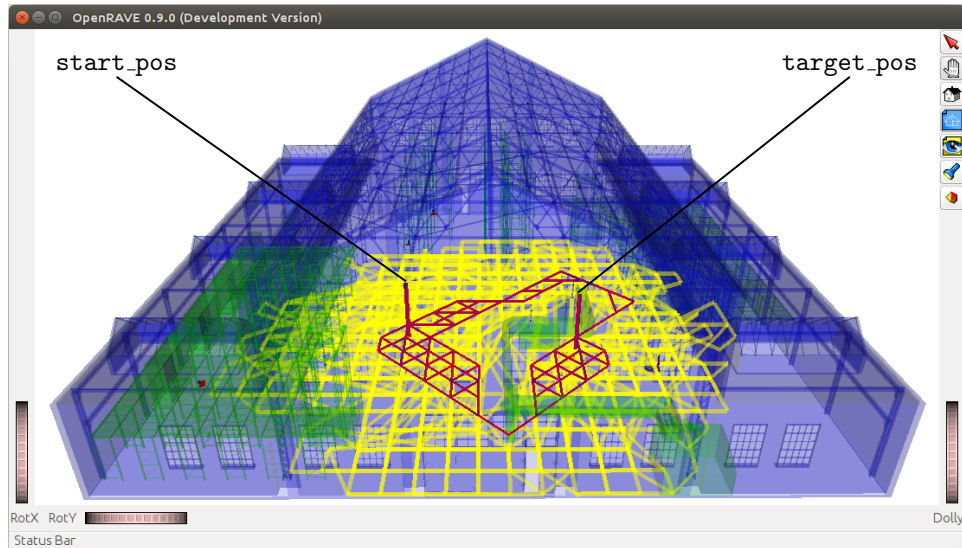 OpenRAVE 0.9.0 (Development Version)
start_pos
target_pos
RotX RotY
Dolly
Status Bar